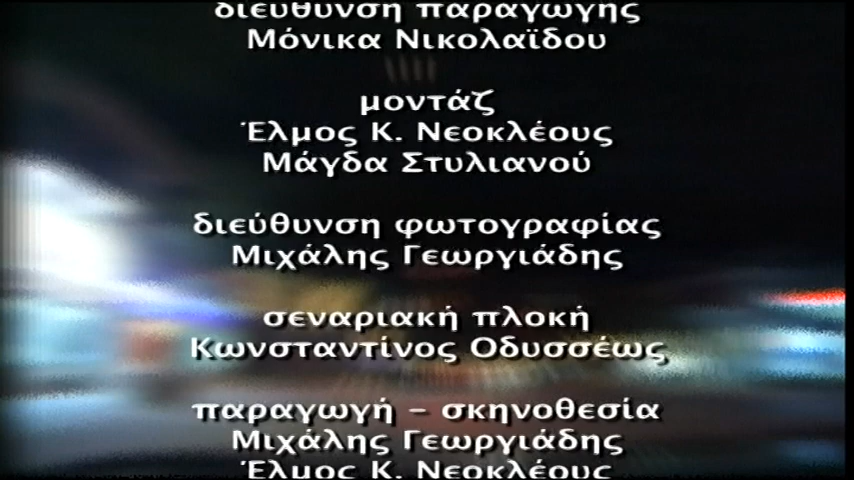 διεύθυνση παραγωγής
Μόνικα Νικολαΐδου
μοντάζ
Έλμος Κ. Νεοκλέους
Μάγδα Στυλιανού
διεύθυνση φωτογραφίας
Μιχάλης Γεωργιάδης
σεναριακή πλοκή
Κωνσταντίνος Οδυσσέως
παραγωγή – σκηνοθεσία
Μιχάλης Γεωργιάδης
Έλμος Κ. Νεοκλέους